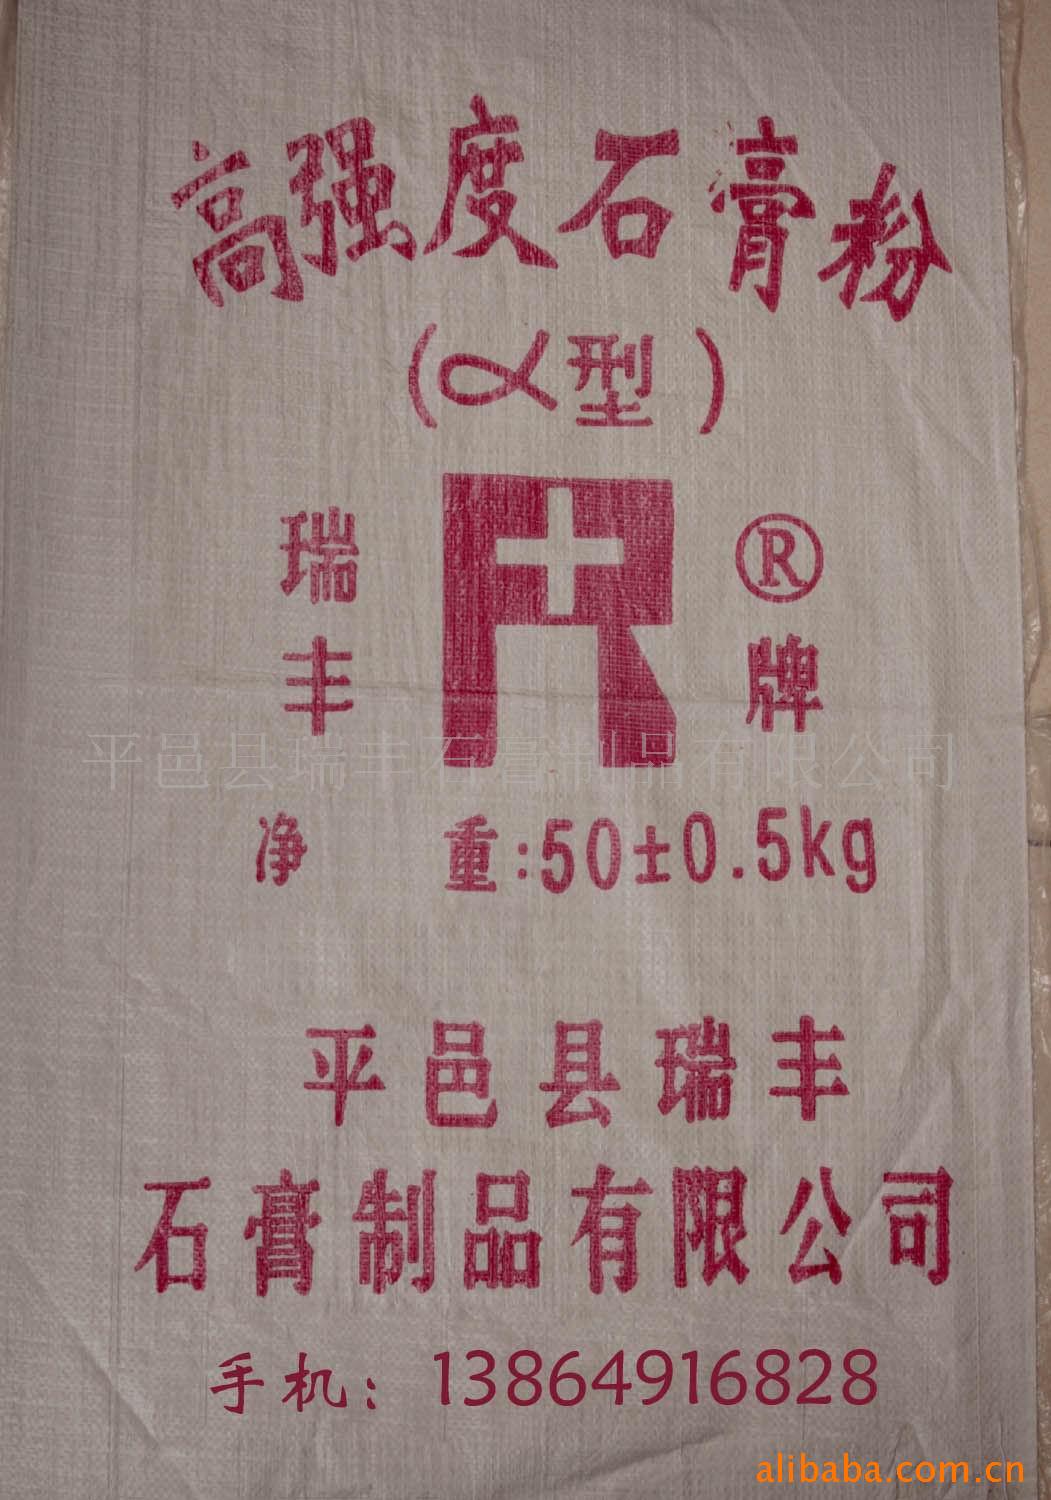 高强度石膏粉
(α型)
瑞丰
®牌
平邑县瑞丰石膏制品有限公司
净 重:50±0.5kg
平邑县瑞丰
石膏制品有限公司
手机：13864916828
alibaba.com.cn